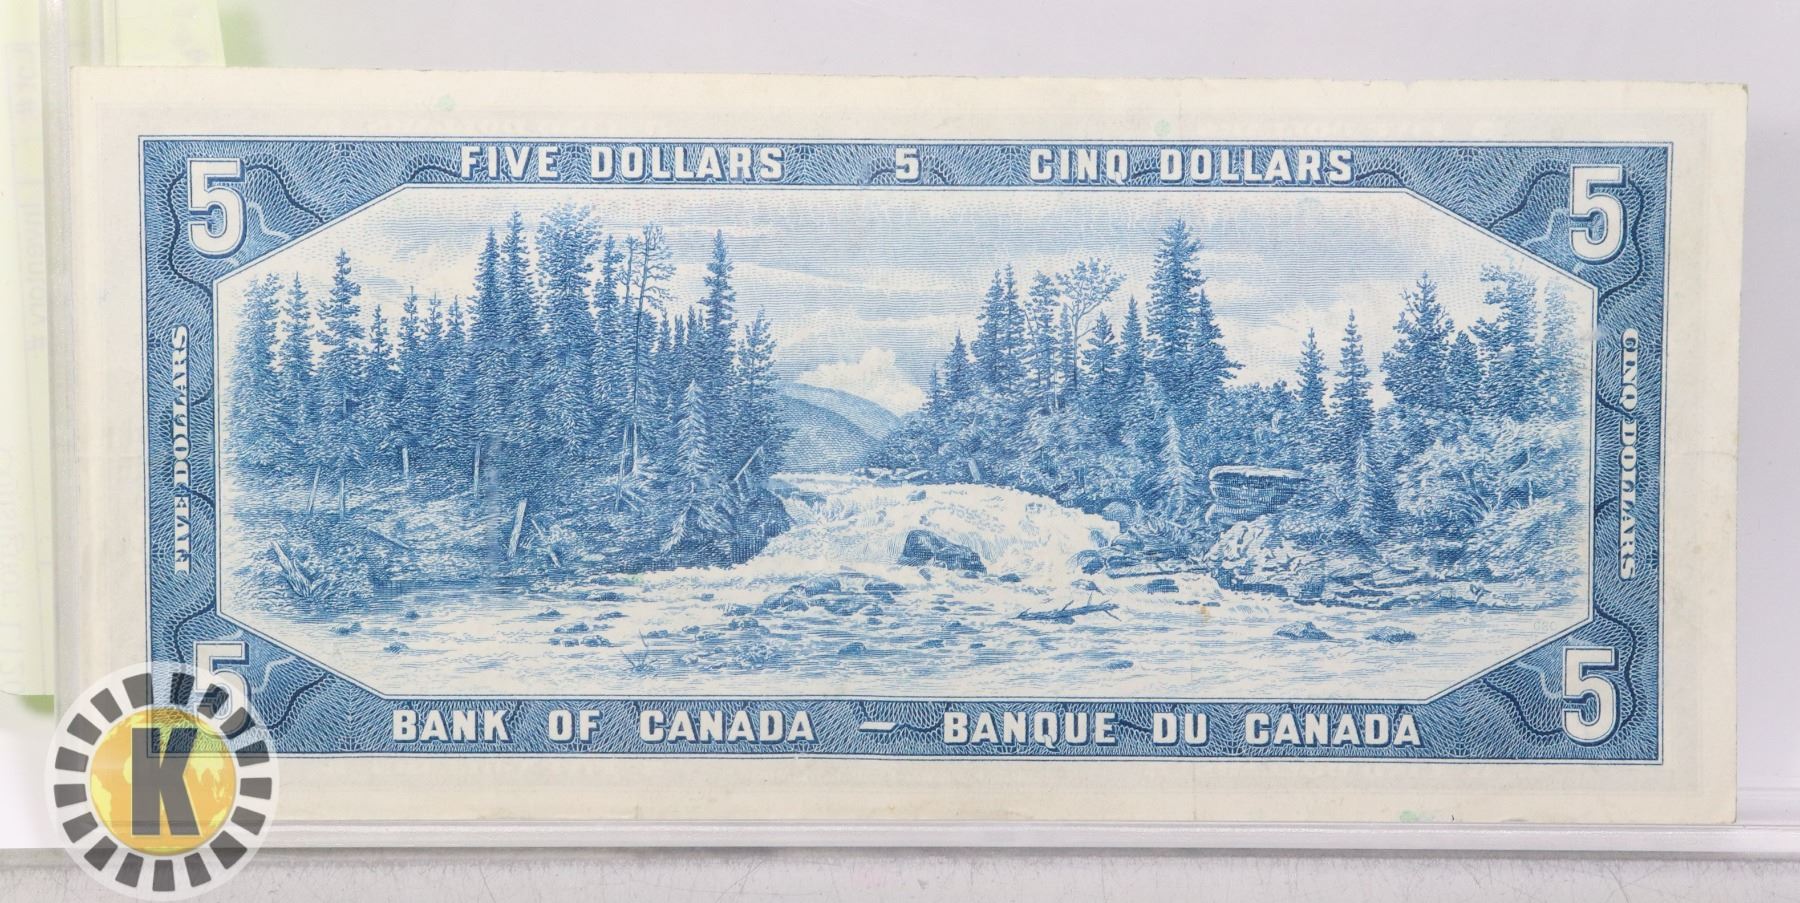 5 FIVE DOLLARS 5 CINQ DOLLARS 5
FIVE DOLLARS
CINQ DOLLARS
5 BANK OF CANADA — BANQUE DU CANADA 5
K